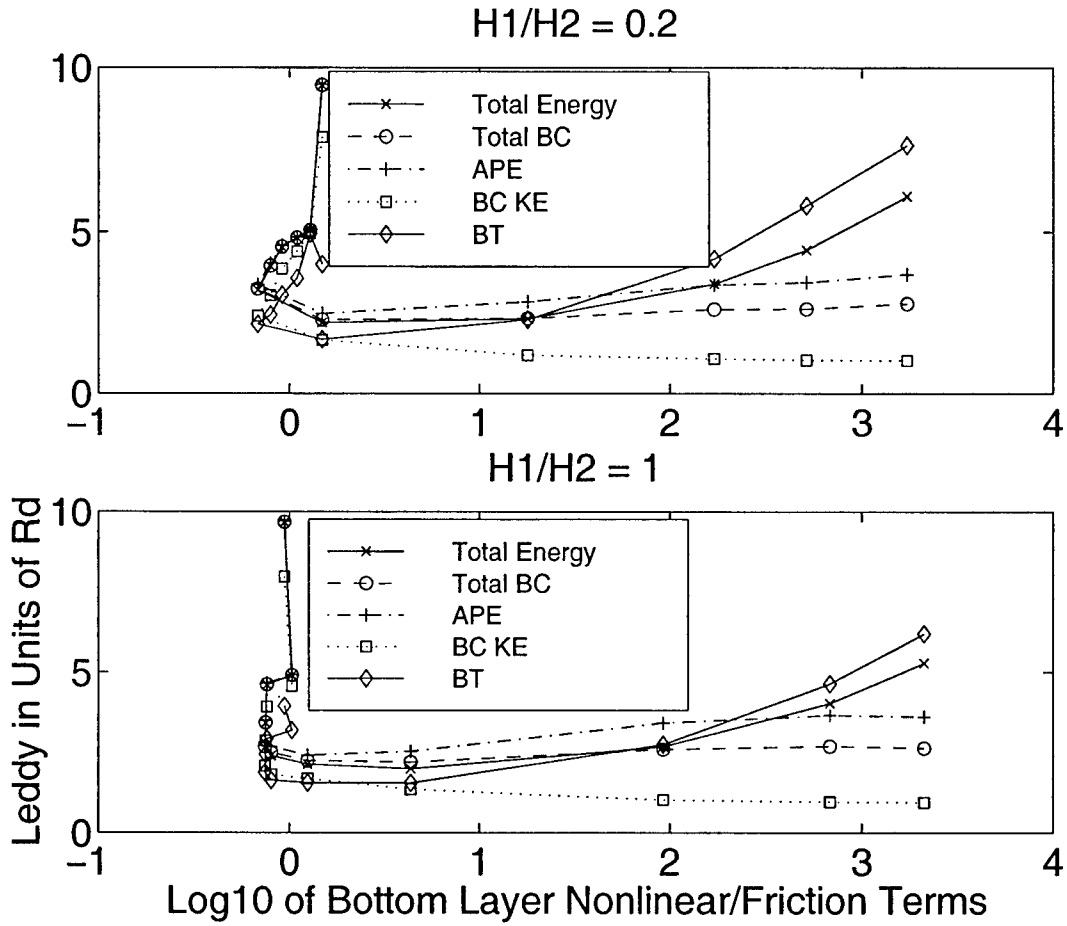 H1/H2 = 0.2
10
5
0
Total Energy
Total BC
APE
BC KE
BT
−1 0 1 2 3 4
H1/H2 = 1
Leddy in Units of Rd
10
5
0
Total Energy
Total BC
APE
BC KE
BT
−1 0 1 2 3 4
Log10 of Bottom Layer Nonlinear/Friction Terms